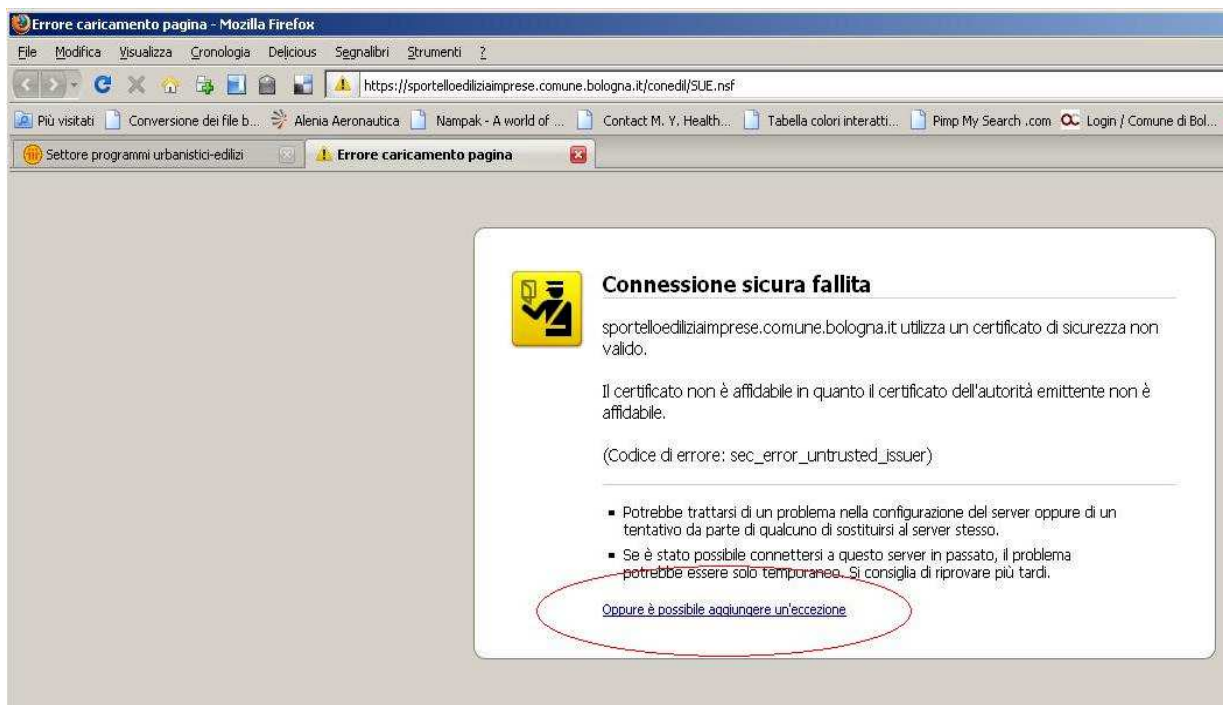 Errore caricamento pagina - Mozilla Firefox
File Modifica Visualizza Cronologia Delicious Segnalibri Strumenti ?
https://sportelloediliziaimprese.comune.bologna.it/conedil/SUE.nsf
Più visitati Conversione dei file b... Alenia Aeronautica Nampak - A world of ... Contact M. Y. Health... Tabella colori interatti... Pimp My Search .com Login / Comune di Bol...
Settore programmi urbanistici-edilizi Errore caricamento pagina
Connessione sicura fallita
sportelloediliziaimprese.comune.bologna.it utilizza un certificato di sicurezza non
valido.
Il certificato non è affidabile in quanto il certificato dell'autorità emittente non è
affidabile.
(Codice di errore: sec_error_untrusted_issuer)
Potrebbe trattarsi di un problema nella configurazione del server oppure di un
tentativo da parte di qualcuno di sostituirsi al server stesso.
Se è stato possibile connettersi a questo server in passato, il problema
potrebbe essere solo temporaneo. Si consiglia di riprovare più tardi.
Oppure è possibile aggiungere un'eccezione